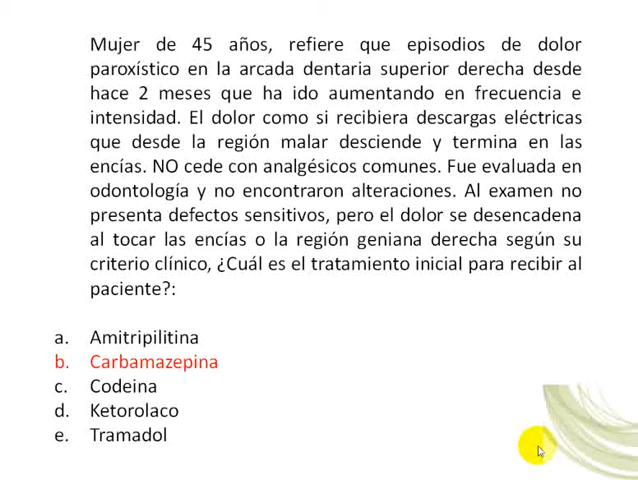 Mujer de 45 años, refiere que episodios de dolor
paroxístico en la arcada dentaria superior derecha desde
hace 2 meses que ha ido aumentando en frecuencia e
intensidad. El dolor como si recibiera descargas eléctricas
que desde la región malar desciende y termina en las
encías. NO cede con analgésicos comunes. Fue evaluada en
odontología y no encontraron alteraciones. Al examen no
presenta defectos sensitivos, pero el dolor se desencadena
al tocar las encías o la región geniana derecha según su
criterio clínico, ¿Cuál es el tratamiento inicial para recibir al
paciente?:
a. Amitripilitina
b. Carbamazepina
c. Codeina
d. Ketorolaco
e. Tramadol